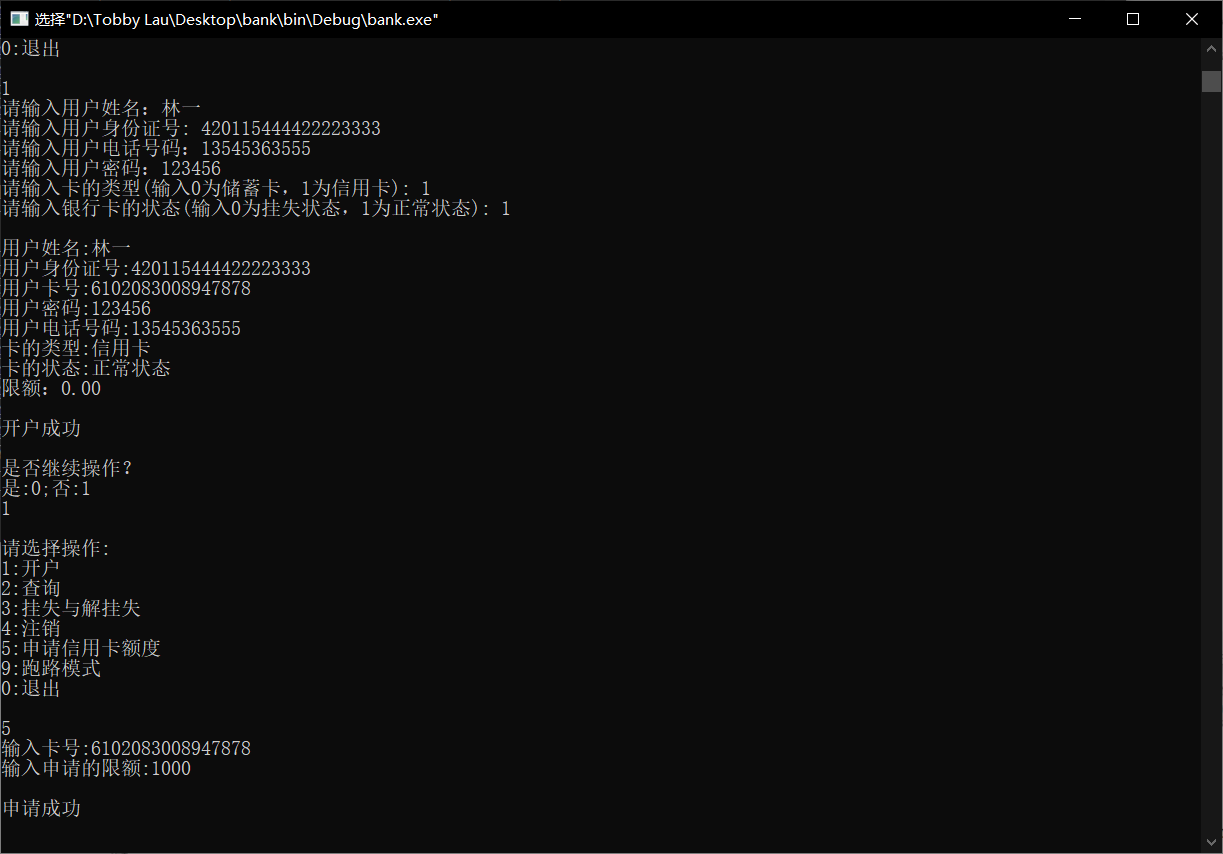 选择"D:\Tobby Lau\Desktop\bank\bin\Debug\bank.exe"
0:退出
1
请输入用户姓名：林一
请输入用户身份证号: 420115444422223333
请输入用户电话号码：13545363555
请输入用户密码：123456
请输入卡的类型(输入0为储蓄卡，1为信用卡): 1
请输入银行卡的状态(输入0为挂失状态，1为正常状态): 1
用户姓名:林一
用户身份证号:420115444422223333
用户卡号:6102083008947878
用户密码:123456
用户电话号码:13545363555
卡的类型:信用卡
卡的状态:正常状态
限额：0.00
开户成功
是否继续操作？
是:0;否:1
1
请选择操作:
1:开户
2:查询
3:挂失与解挂失
4:注销
5:申请信用卡额度
9:跑路模式
0:退出
5
输入卡号:6102083008947878
输入申请的限额:1000
申请成功